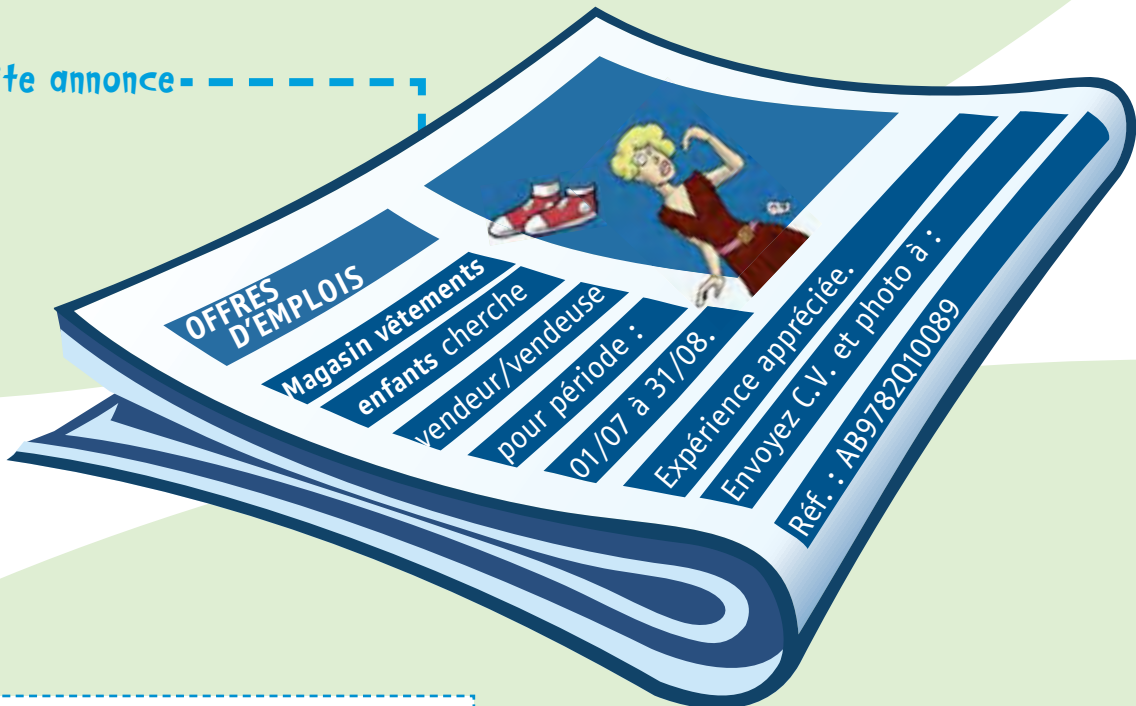 te annonce
OFFRES
D'EMPLOIS
Magasin vêtements
enfants cherche
vendeur/vendeuse
pour période :
01/07 à 31/08.
Expérience appréciée.
Envoyez C.V. et photo à :
Réf. : AB9782Q10089